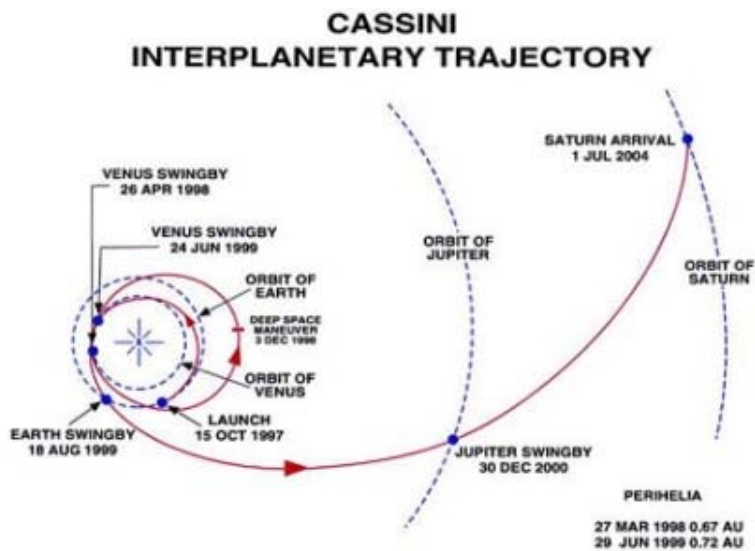 CASSINI
INTERPLANETARY TRAJECTORY
SATURN ARRIVAL
1 JUL 2004
VENUS SWINGBY
26 APR 1998
VENUS SWINGBY
24 JUN 1999
ORBIT OF
JUPITER
ORBIT OF
SATURN
ORBIT OF
EARTH
DEEP SPACE
MANEUVER
3 DEC 1998
ORBIT OF
VENUS
LAUNCH
15 OCT 1997
EARTH SWINGBY
18 AUG 1999
JUPITER SWINGBY
30 DEC 2000
PERIHELIA
27 MAR 1998 0.67 AU
29 JUN 1999 0.72 AU